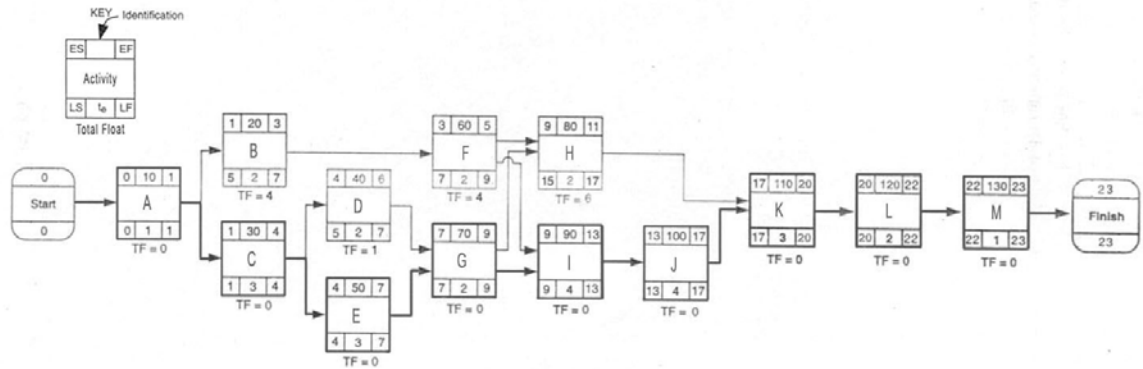 KEY Identification
ES EF
Activity
LS te LF
Total Float
0
Start
0
0 10 1
A
0 1 1
TF = 0
1 20 3
B
5 2 7
TF = 4
1 30 4
C
1 3 4
TF = 0
4 40 6
D
5 2 7
TF = 1
4 50 7
E
4 3 7
TF = 0
3 60 5
F
7 2 9
TF = 4
7 70 9
G
7 2 9
TF = 0
9 80 11
H
15 2 17
TF = 6
9 90 13
I
9 4 13
TF = 0
13 100 17
J
13 4 17
TF = 0
17 110 20
K
17 3 20
TF = 0
20 120 22
L
20 2 22
TF = 0
22 130 23
M
22 1 23
TF = 0
23
Finish
23